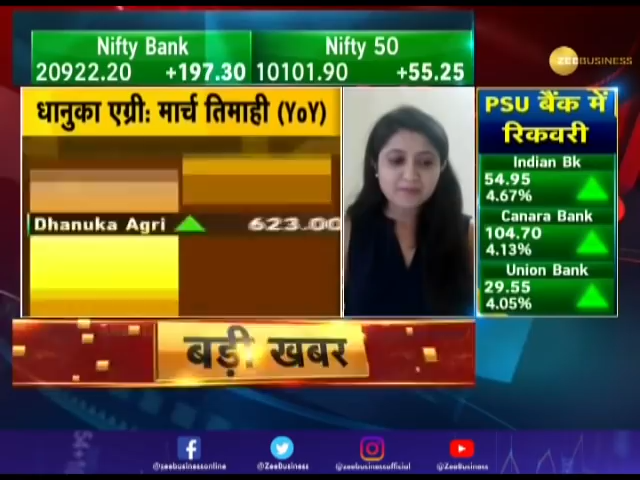 Nifty Bank
20922.20 +197.30
Nifty 50
10101.90 +55.25
ZEEBUSINESS
धानुका एग्री: मार्च तिमाही (YoY)
Dhanuka Agri 623.00
PSU बैंक में
रिकवरी
Indian Bk
54.95
4.67%
Canara Bank
104.70
4.13%
Union Bank
29.55
4.05%
बड़ी खबर
@zeebusinessonline
@ZeeBusiness
@zeebusinessofficial
@ZeeBusiness